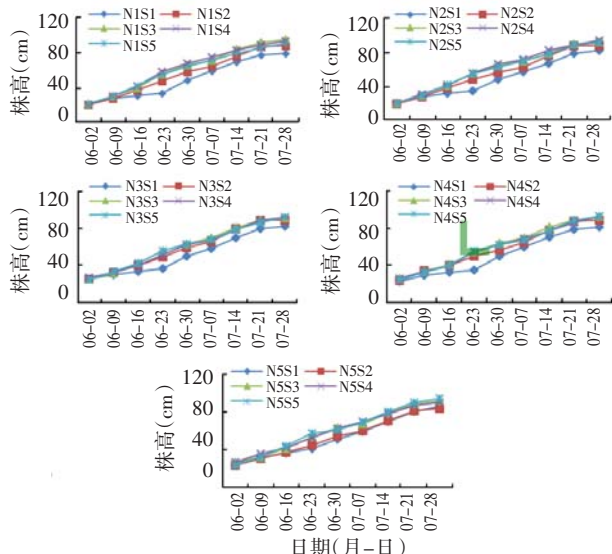 120
80
40
0
株高(cm)
N1S1 N1S2
N1S3 N1S4
N1S5
06-02 06-09 06-16 06-23 06-30 07-07 07-14 07-21 07-28
120
80
40
0
株高(cm)
N2S1 N2S2
N2S3 N2S4
N2S5
06-02 06-09 06-16 06-23 06-30 07-07 07-14 07-21 07-28
120
80
40
0
株高(cm)
N3S1 N3S2
N3S3 N3S4
N3S5
06-02 06-09 06-16 06-23 06-30 07-07 07-14 07-21 07-28
120
80
40
0
株高(cm)
N4S1 N4S2
N4S3 N4S4
N4S5
06-02 06-09 06-16 06-23 06-30 07-07 07-14 07-21 07-28
120
80
40
0
株高(cm)
N5S1 N5S2
N5S3 N5S4
N5S5
06-02 06-09 06-16 06-23 06-30 07-07 07-14 07-21 07-28
日期(月-日)